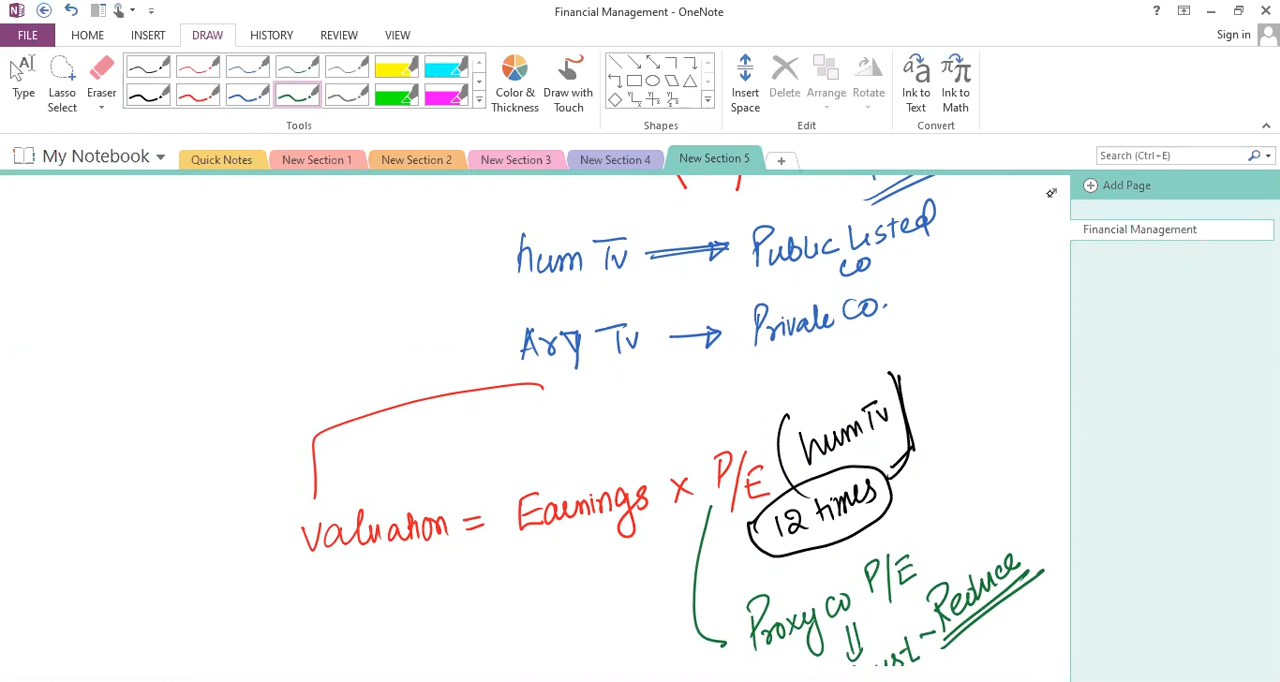 Financial Management - OneNote
Sign in
FILE HOME INSERT DRAW HISTORY REVIEW VIEW
Type Lasso Select Eraser
Color & Thickness Draw with Touch
Insert Space Delete Arrange Rotate
Ink to Text Ink to Math
Tools Shapes Edit Convert
My Notebook Quick Notes New Section 1 New Section 2 New Section 3 New Section 4 New Section 5
Search (Ctrl+E)
Add Page
Financial Management
hum Tv Public Listed
co
Ary Tv Private CO.
(hum Tv)
valuation = Earnings × P/E
12 times
Proxy co P/E
Reduce